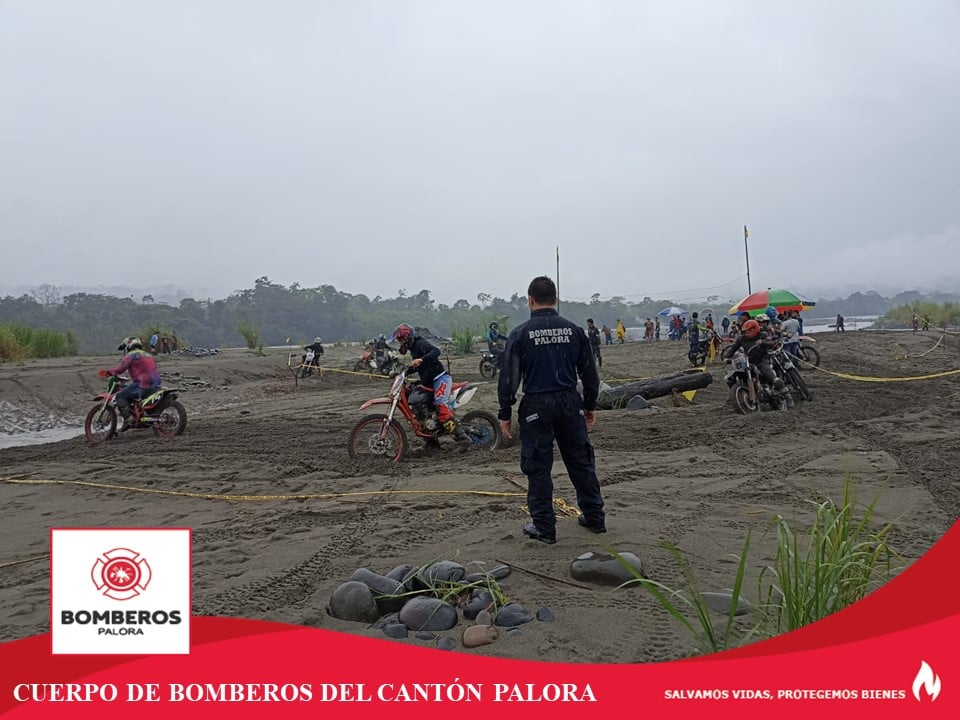 BOMBEROS
PALORA
BOMBEROS
PALORA
CUERPO DE BOMBEROS DEL CANTÓN PALORA
SALVAMOS VIDAS, PROTEGEMOS BIENES